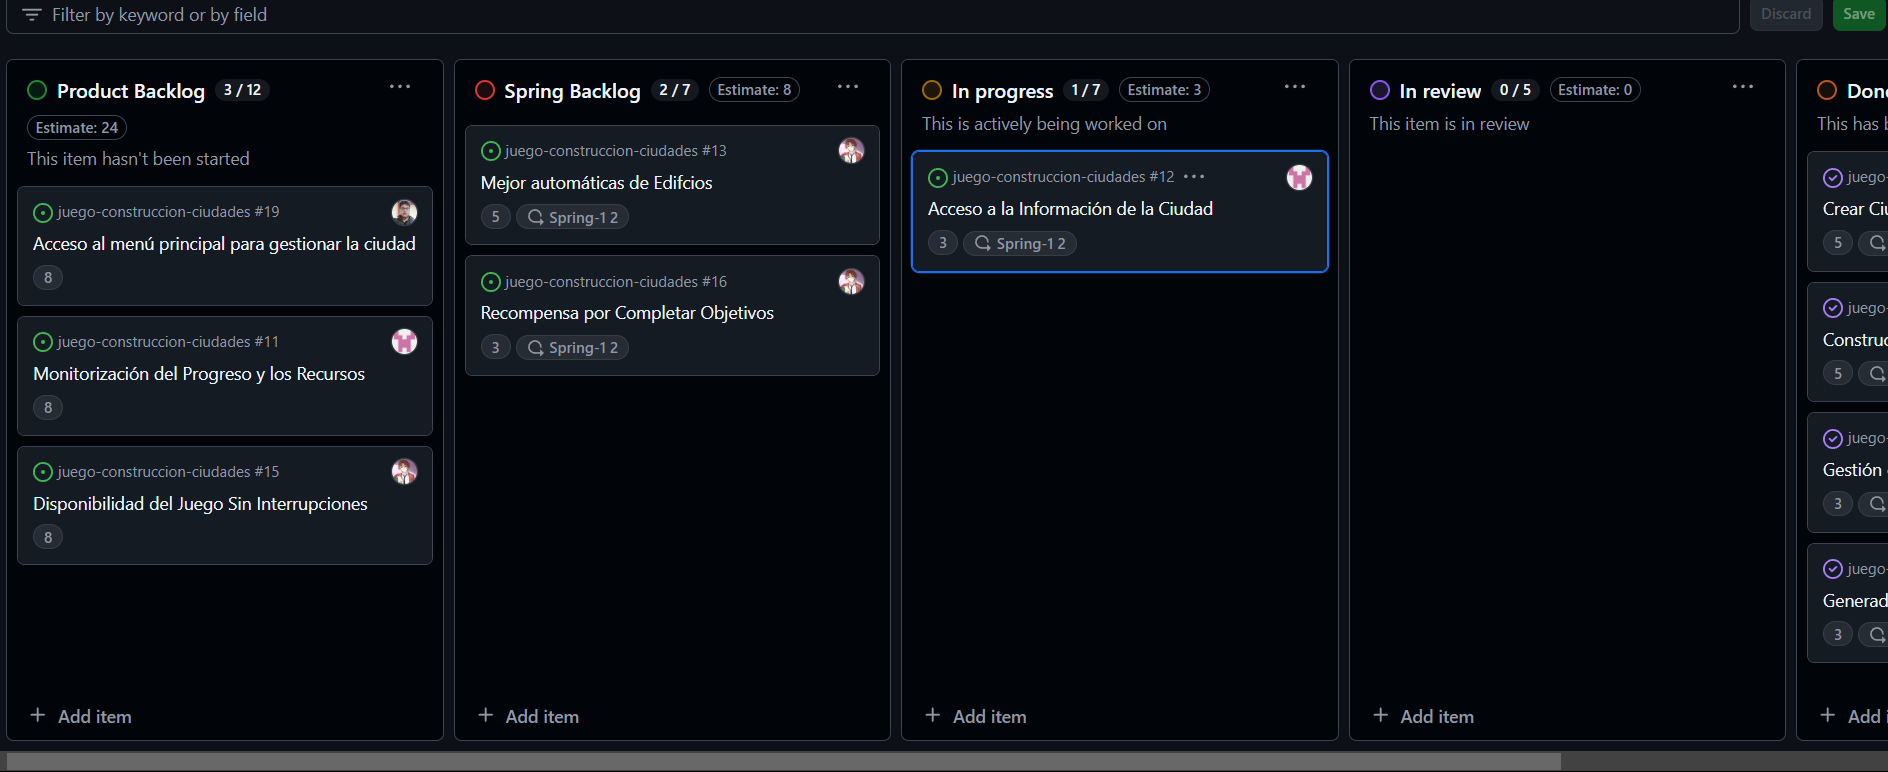 Filter by keyword or by field
Discard
Save
Product Backlog 3 / 12
Estimate: 24
This item hasn't been started
juego-construccion-ciudades #19
Acceso al menú principal para gestionar la ciudad
8
juego-construccion-ciudades #11
Monitorización del Progreso y los Recursos
8
juego-construccion-ciudades #15
Disponibilidad del Juego Sin Interrupciones
8
Add item
Spring Backlog 2 / 7 Estimate: 8
juego-construccion-ciudades #13
Mejor automáticas de Edifcios
5 Spring-1 2
juego-construccion-ciudades #16
Recompensa por Completar Objetivos
3 Spring-1 2
Add item
In progress 1 / 7 Estimate: 3
This is actively being worked on
juego-construccion-ciudades #12
Acceso a la Información de la Ciudad
3 Spring-1 2
Add item
In review 0 / 5 Estimate: 0
This item is in review
Add item
Done
This has b
juego-
Crear Ciu
5
juego-
Construc
5
juego-
Gestión
3
juego-
Generad
3
Add i